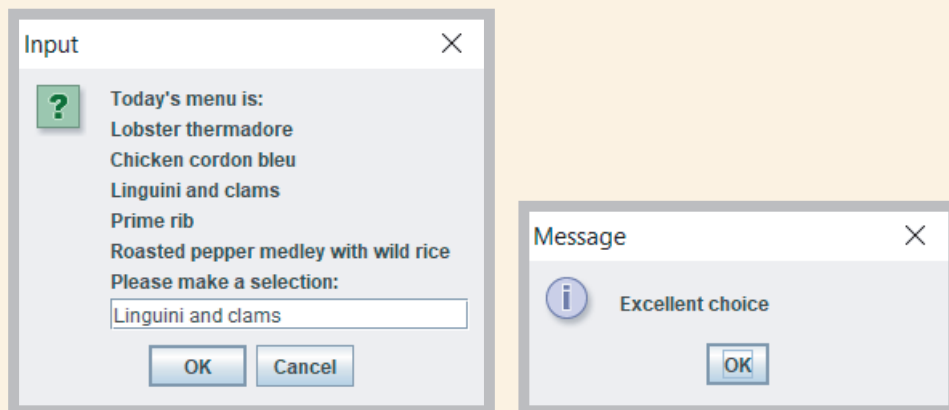 Input
?
Today's menu is:
Lobster thermadore
Chicken cordon bleu
Linguini and clams
Prime rib
Roasted pepper medley with wild rice
Please make a selection:
Linguini and clams
OK Cancel
Message
i
Excellent choice
OK